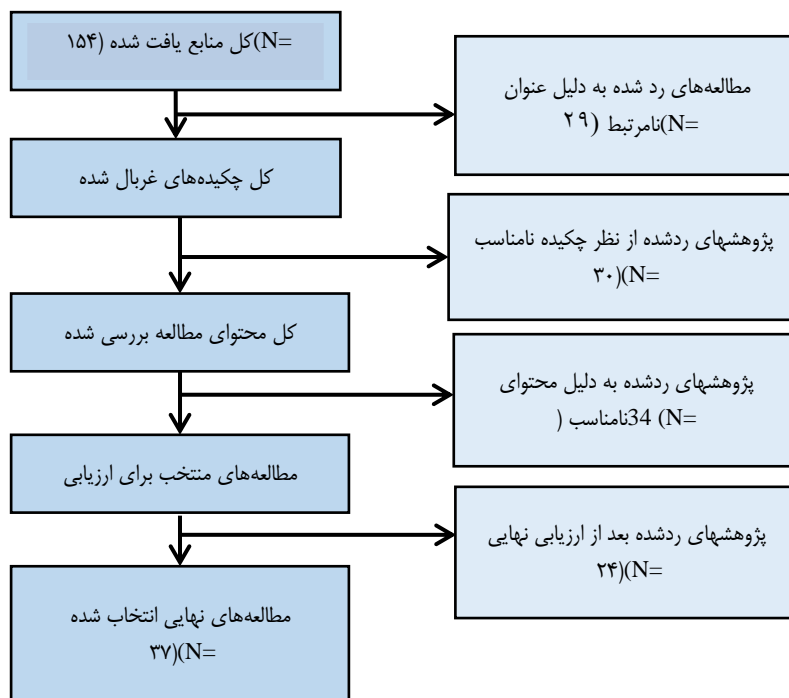 کل منابع یافت شده (N=۱۵۴)
مطالعه‌های رد شده به دلیل عنوان
نامرتبط (N=۲۹)
کل چکیده‌های غربال شده
پژوهشهای ردشده از نظر چکیده نامناسب
(N=۳۰)
کل محتوای مطالعه بررسی شده
پژوهشهای ردشده به دلیل محتوای
نامناسب (N=34)
مطالعه‌های منتخب برای ارزیابی
پژوهشهای ردشده بعد از ارزیابی نهایی
(N=۲۴)
مطالعه‌های نهایی انتخاب شده
(N=۳۷)